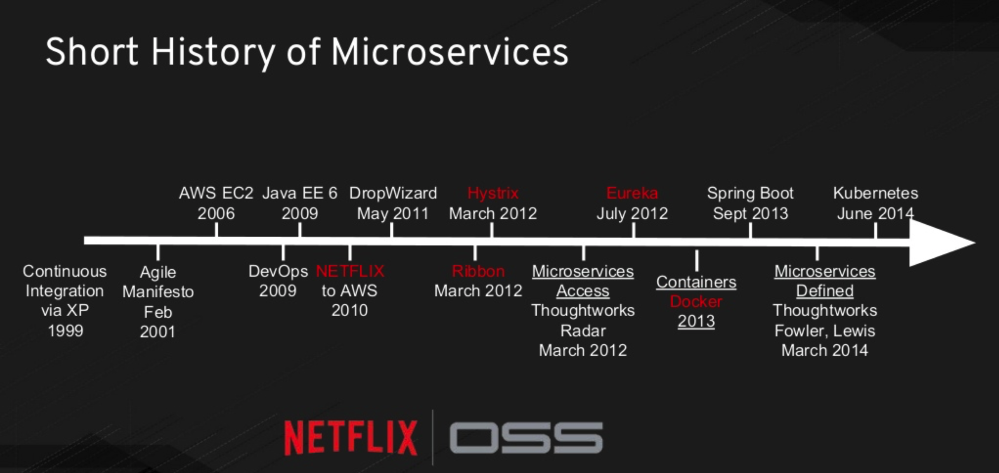 Short History of Microservices
AWS EC2
2006
Java EE 6
2009
DropWizard
May 2011
Hystrix
March 2012
Eureka
July 2012
Spring Boot
Sept 2013
Kubernetes
June 2014
Continuous
Integration
via XP
1999
Agile
Manifesto
Feb
2001
DevOps
2009
NETFLIX
to AWS
2010
Ribbon
March 2012
Microservices
Access
Thoughtworks
Radar
March 2012
Containers
Docker
2013
Microservices
Defined
Thoughtworks
Fowler, Lewis
March 2014
NETFLIX OSS